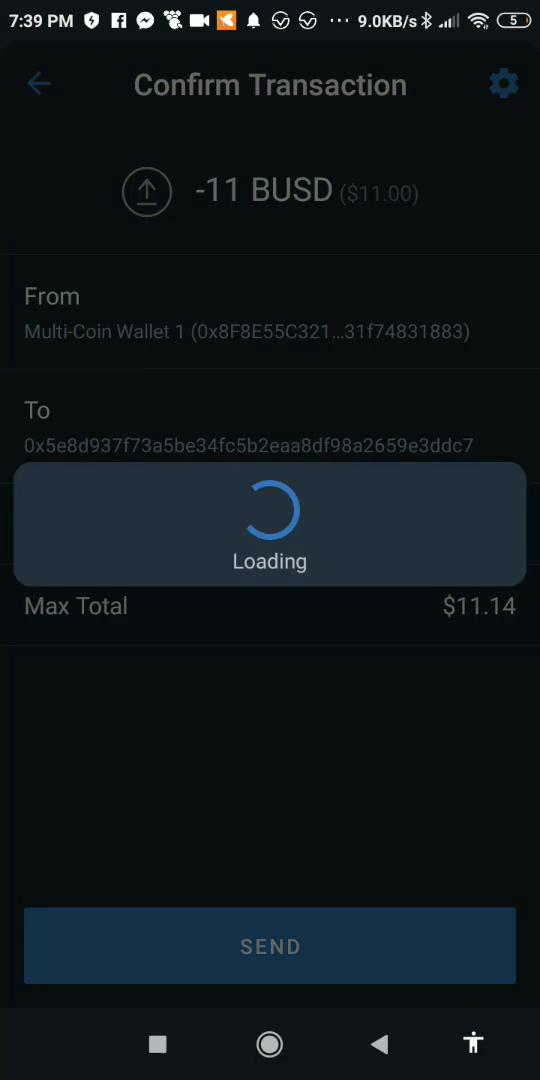 7:39 PM 9.0KB/s 5
Confirm Transaction
-11 BUSD ($11.00)
From
Multi-Coin Wallet 1 (0x8F8E55C321...31f74831883)
To
0x5e8d937f73a5be34fc5b2eaa8df98a2659e3ddc7
Loading
Max Total $11.14
SEND